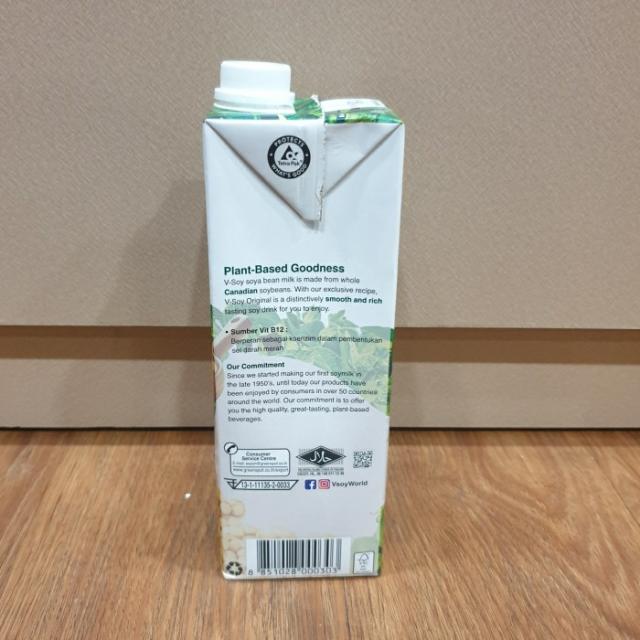 PROTECTS
Tetra Pak
WHAT'S GOOD
Plant-Based Goodness
V-Soy soya bean milk is made from whole
Canadian soybeans. With our exclusive recipe,
V-Soy Original is a distinctively smooth and rich
tasting soy drink for you to enjoy.
• Sumber Vit B12 :
Berperan sebagai koenzim dalam pembentukan
sel darah merah
Our Commitment
Since we started making our first soymilk in
the late 1950's, until today our products have
been enjoyed by consumers in over 50 countries
around the world. Our commitment is to offer
you the high quality, great-tasting, plant-based
beverages.
Consumer
Service Centre
13-1-11135-2-0033
VsoyWorld
8 851028 000303